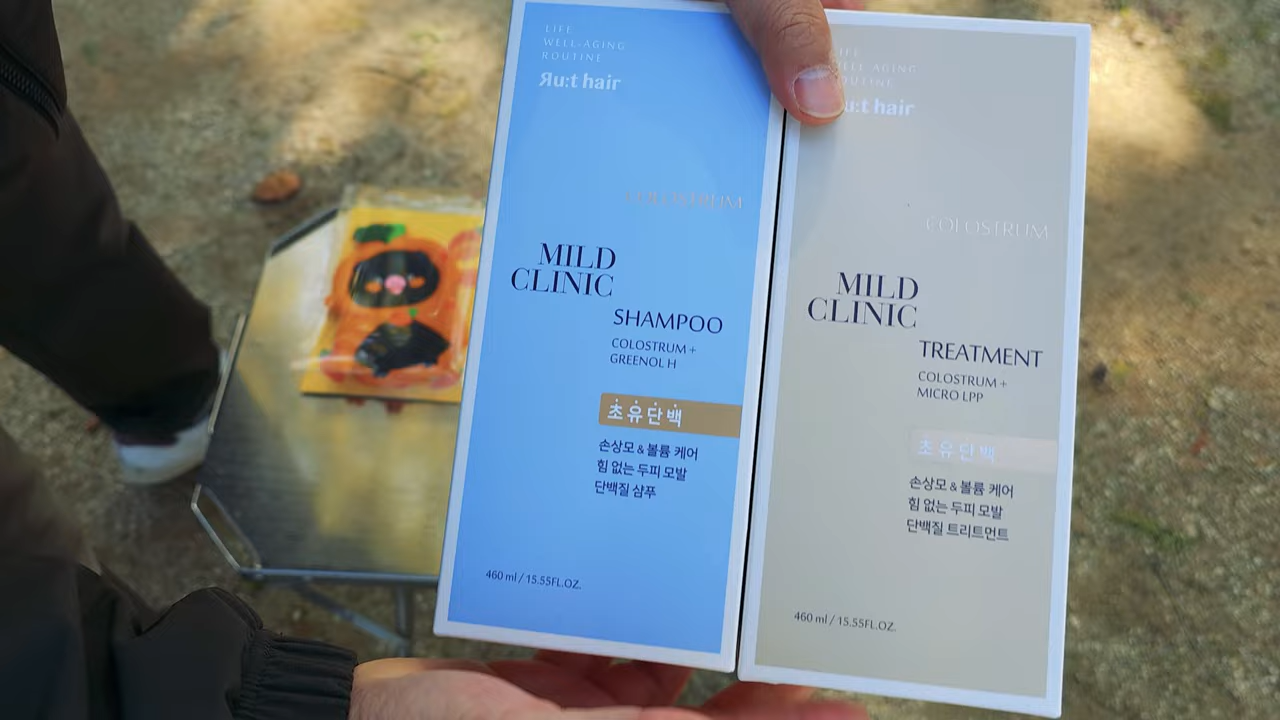 LIFE
WELL-AGING
ROUTINE
Яu:t hair
COLOSTRUM
MILD
CLINIC
SHAMPOO
COLOSTRUM +
GREENOL H
초유단백
손상모 & 볼륨 케어
힘 없는 두피 모발
단백질 샴푸
460 ml / 15.55FL.OZ.
LIFE
WELL-AGING
ROUTINE
u:t hair
COLOSTRUM
MILD
CLINIC
TREATMENT
COLOSTRUM +
MICRO LPP
초유단백
손상모 & 볼륨 케어
힘 없는 두피 모발
단백질 트리트먼트
460 ml / 15.55FL.OZ.